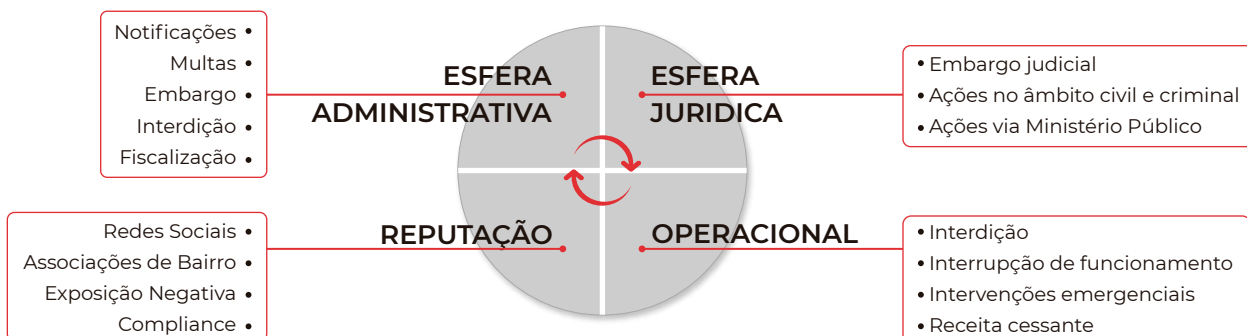 Notificações •
Multas •
Embargo •
Interdição •
Fiscalização •
ESFERA
ADMINISTRATIVA
ESFERA
JURIDICA
• Embargo judicial
• Ações no âmbito civil e criminal
• Ações via Ministério Público
Redes Sociais •
Associações de Bairro •
Exposição Negativa •
Compliance •
REPUTAÇÃO
OPERACIONAL
• Interdição
• Interrupção de funcionamento
• Intervenções emergenciais
• Receita cessante